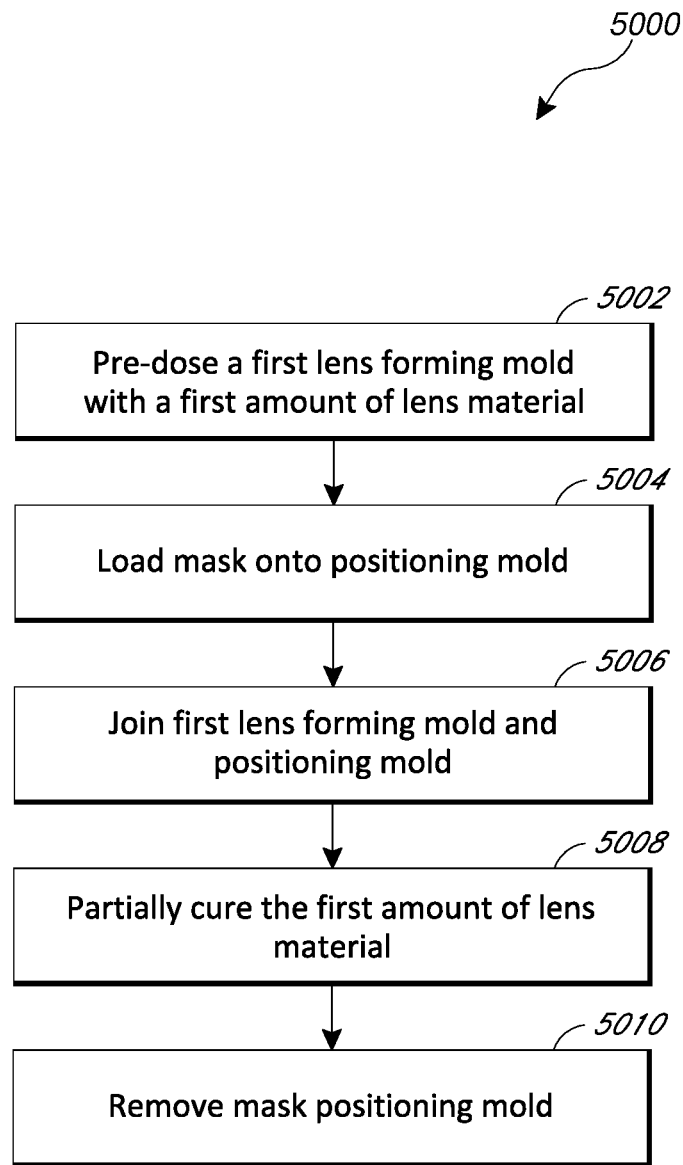 5000
5002
Pre-dose a first lens forming mold
with a first amount of lens material
5004
Load mask onto positioning mold
5006
Join first lens forming mold and
positioning mold
5008
Partially cure the first amount of lens
material
5010
Remove mask positioning mold